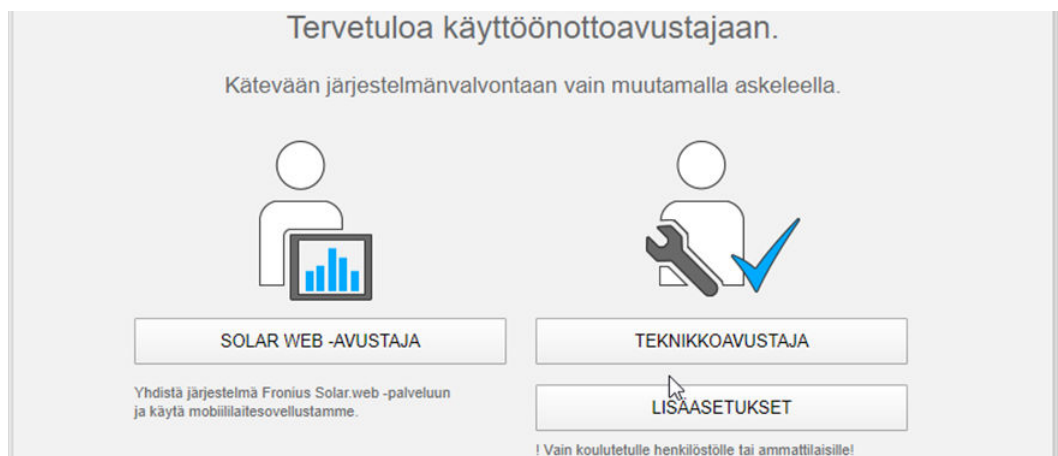 Tervetuloa käyttöönottoavustajaan.
Kätevään järjestelmänvalvontaan vain muutamalla askeleella.
SOLAR WEB -AVUSTAJA
Yhdistä järjestelmä Fronius Solar.web -palveluun
ja käytä mobiililaitesovellustamme.
TEKNIKKOAVUSTAJA
LISÄASETUKSET
! Vain koulutetulle henkilöstölle tai ammattilaisille!